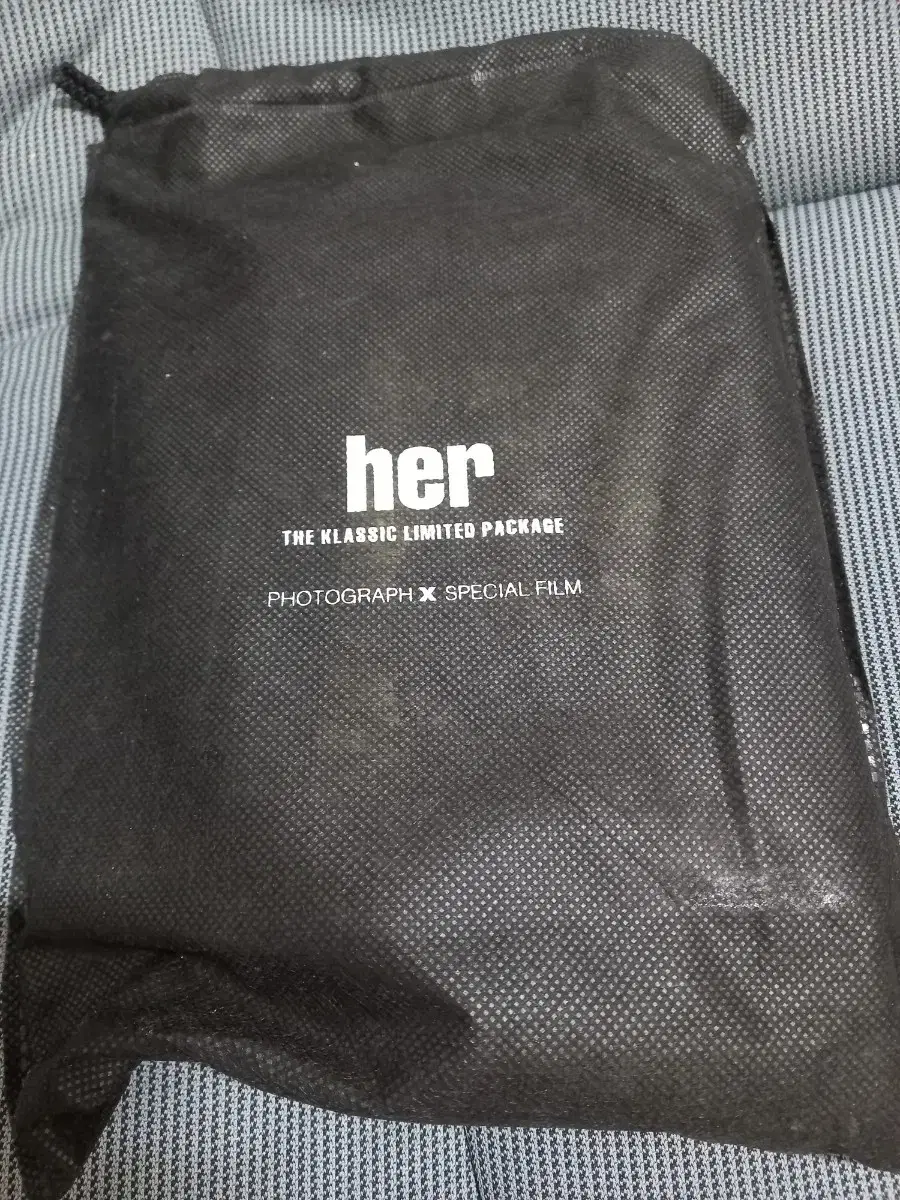 her
THE KLASSIC LIMITED PACKAGE
PHOTOGRAPH X SPECIAL FILM